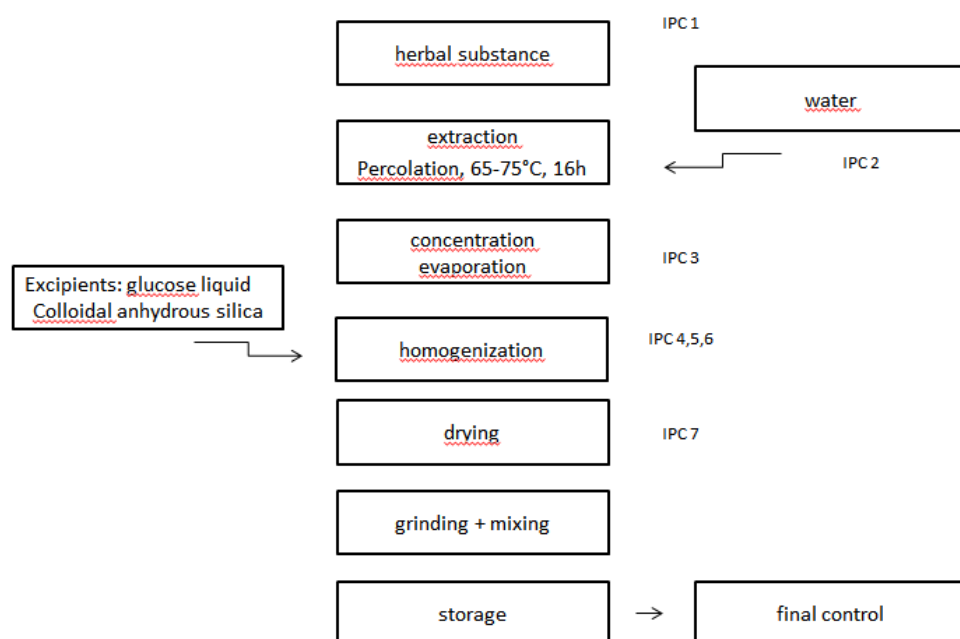 IPC 1
herbal substance
water
extraction
Percolation, 65-75°C, 16h
IPC 2
concentration
evaporation
IPC 3
Excipients: glucose liquid
Colloidal anhydrous silica
homogenization
IPC 4,5,6
drying
IPC 7
grinding + mixing
storage
final control